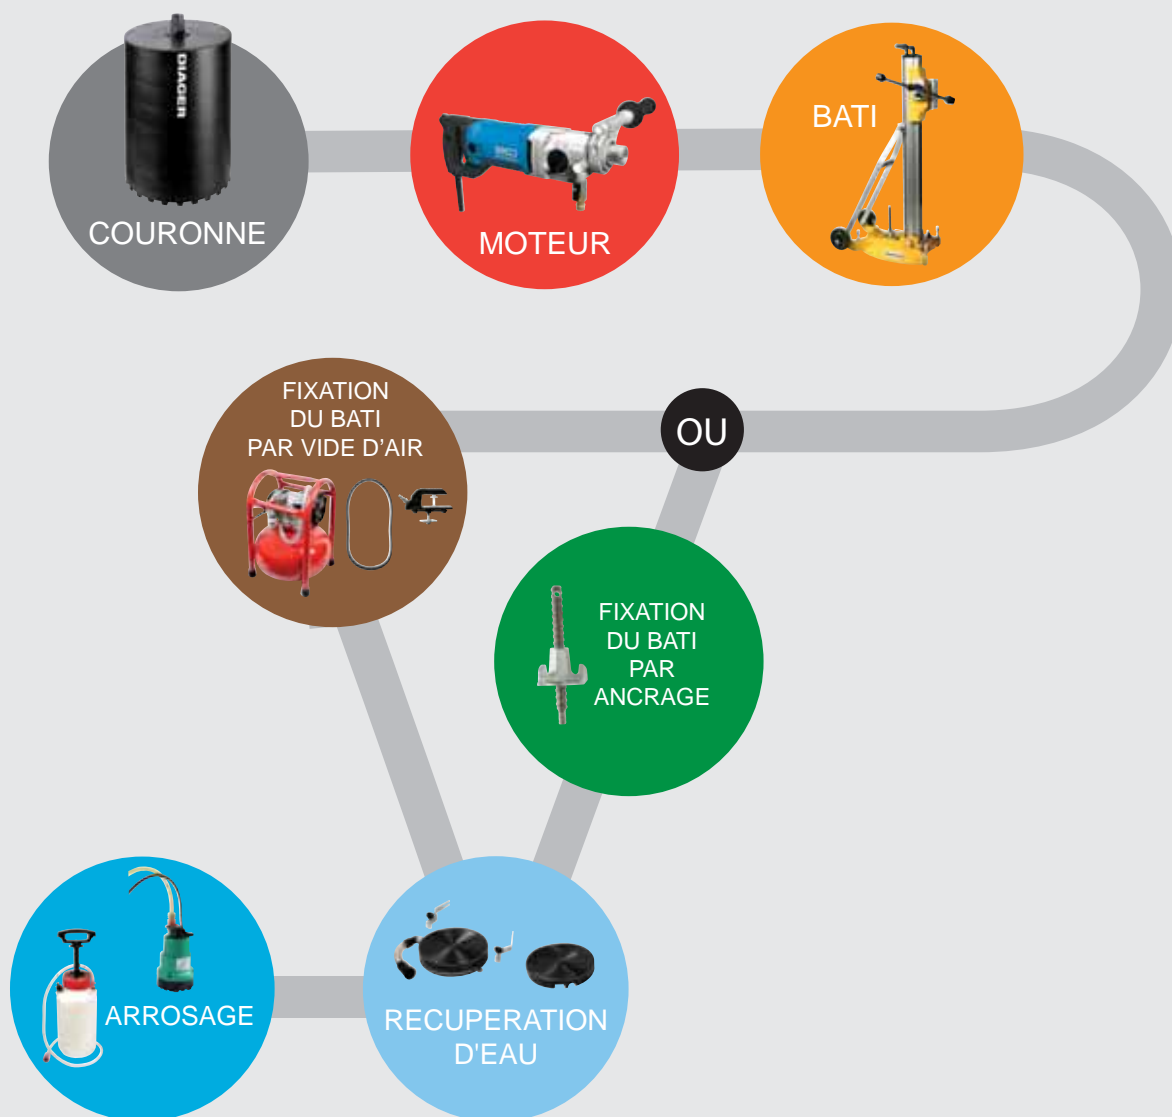 DIAGER
COURONNE
MOTEUR
BATI
FIXATION
DU BATI
PAR VIDE D'AIR
OU
FIXATION
DU BATI
PAR
ANCRAGE
ARROSAGE
RECUPERATION
D'EAU